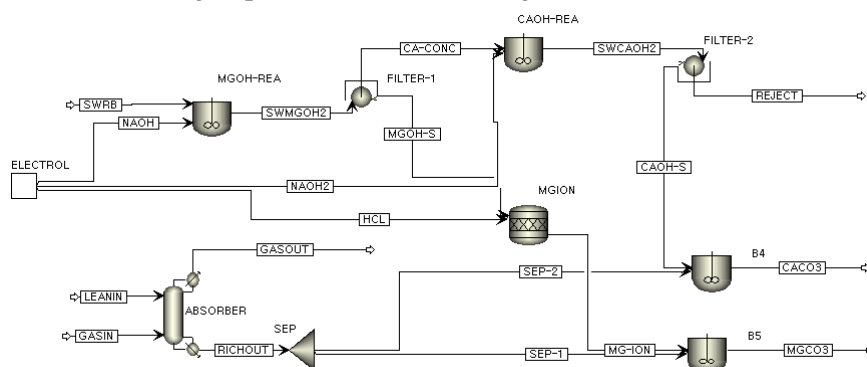 CAOH-REA
CA-CONC
SWCAOH2
FILTER-2
MGOH-REA
FILTER-1
SWRB
NAOH
SWMGOH2
MGOH-S
REJECT
ELECTROL
NAOH2
CAOH-S
MGION
HCL
GASOUT
SEP-2
B4
CACO3
LEANIN
ABSORBER
SEP
B5
GASIN
RICHOUT
SEP-1
MG-ION
MGCO3